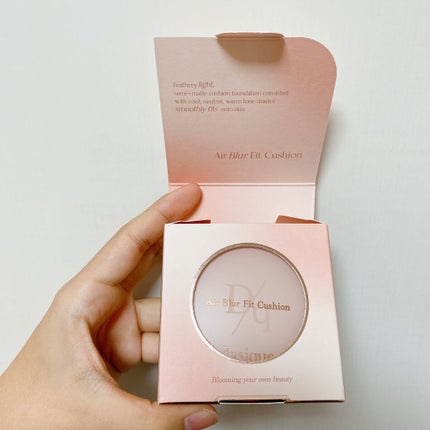 Feathery light,
semi-matte cushion foundation consisted
with cool, neutral, warm tone shades
smoothly fits onto skin
Air Blur Fit Cushion
D/q
Air Blur Fit Cushion
dasique
Blooming your own beauty